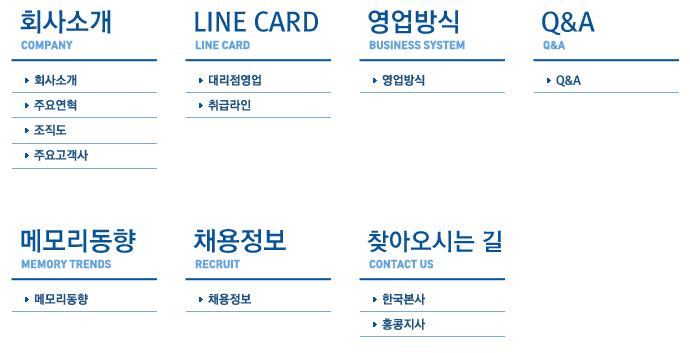 회사소개
COMPANY
회사소개
주요연혁
조직도
주요고객사
LINE CARD
LINE CARD
대리점영업
취급라인
영업방식
BUSINESS SYSTEM
영업방식
Q&A
Q&A
Q&A
메모리동향
MEMORY TRENDS
메모리동향
채용정보
RECRUIT
채용정보
찾아오시는 길
CONTACT US
한국본사
홍콩지사